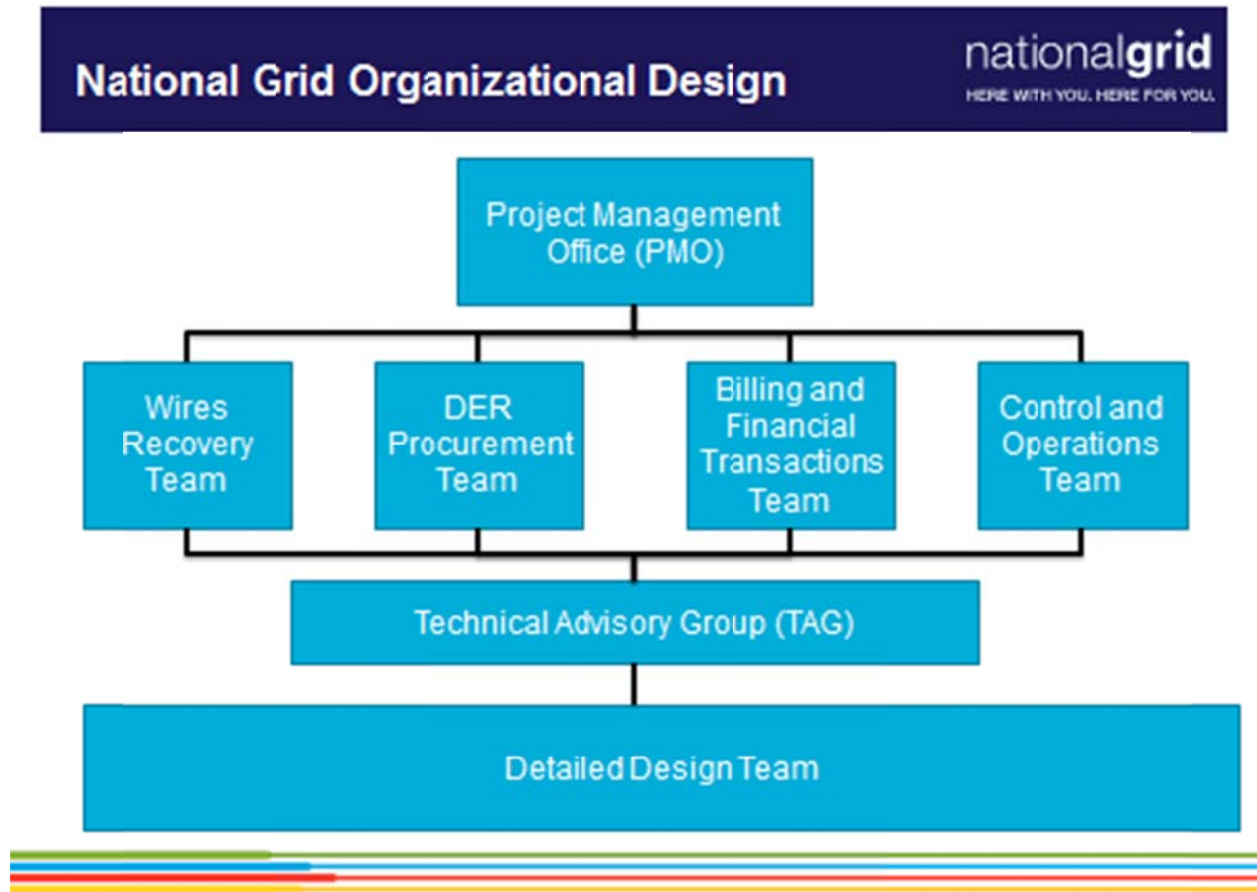 National Grid Organizational Design
nationalgrid
HERE WITH YOU. HERE FOR YOU.
Project Management
Office (PMO)
Wires
Recovery
Team
DER
Procurement
Team
Billing and
Financial
Transactions
Team
Control and
Operations
Team
Technical Advisory Group (TAG)
Detailed Design Team